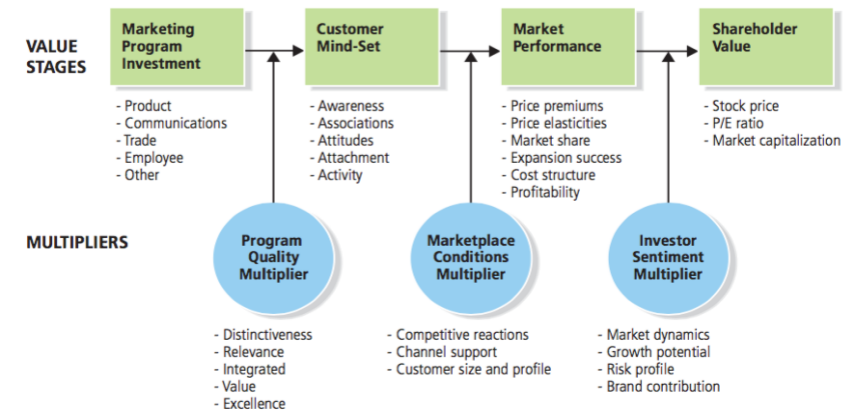 VALUE
STAGES
Marketing
Program
Investment
Customer
Mind-Set
Market
Performance
Shareholder
Value
- Product
- Communications
- Trade
- Employee
- Other
- Awareness
- Associations
- Attitudes
- Attachment
- Activity
- Price premiums
- Price elasticities
- Market share
- Expansion success
- Cost structure
- Profitability
- Stock price
- P/E ratio
- Market capitalization
MULTIPLIERS
Program
Quality
Multiplier
Marketplace
Conditions
Multiplier
Investor
Sentiment
Multiplier
- Distinctiveness
- Relevance
- Integrated
- Value
- Excellence
- Competitive reactions
- Channel support
- Customer size and profile
- Market dynamics
- Growth potential
- Risk profile
- Brand contribution